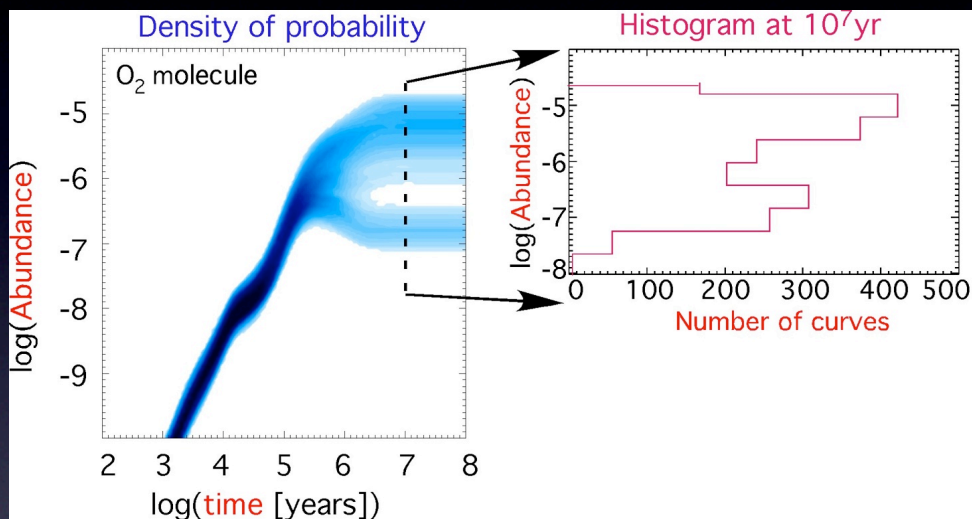 Density of probability
O₂ molecule
log(Abundance)
-5
-6
-7
-8
-9
2 3 4 5 6 7 8
log(time [years])
Histogram at 10⁷yr
log(Abundance)
-5
-6
-7
-8
0 100 200 300 400 500
Number of curves